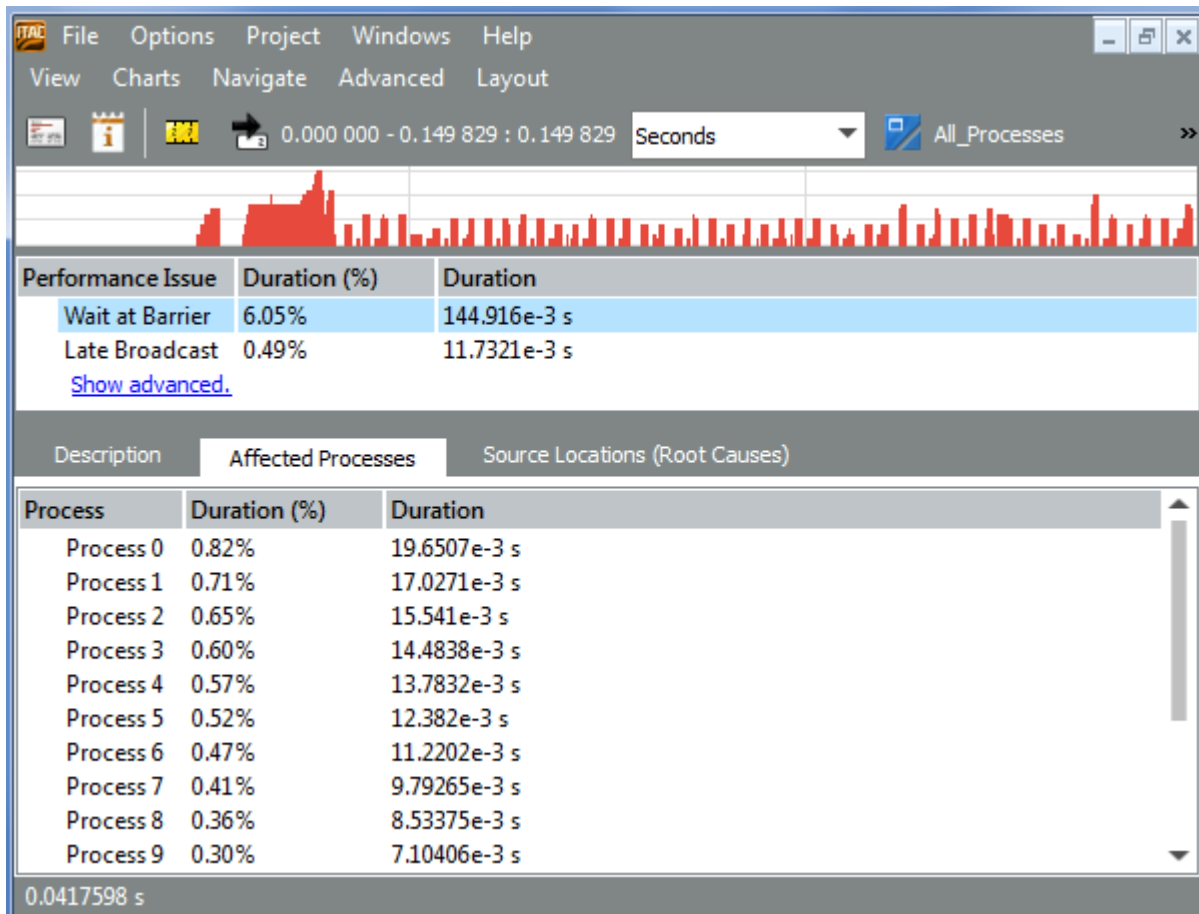 ITAC File Options Project Windows Help
View Charts Navigate Advanced Layout
0.000 000 - 0.149 829 : 0.149 829 Seconds All_Processes »
Performance Issue Duration (%) Duration
Wait at Barrier 6.05% 144.916e-3 s
Late Broadcast 0.49% 11.7321e-3 s
Show advanced.
Description Affected Processes Source Locations (Root Causes)
Process Duration (%) Duration
Process 0 0.82% 19.6507e-3 s
Process 1 0.71% 17.0271e-3 s
Process 2 0.65% 15.541e-3 s
Process 3 0.60% 14.4838e-3 s
Process 4 0.57% 13.7832e-3 s
Process 5 0.52% 12.382e-3 s
Process 6 0.47% 11.2202e-3 s
Process 7 0.41% 9.79265e-3 s
Process 8 0.36% 8.53375e-3 s
Process 9 0.30% 7.10406e-3 s
0.0417598 s